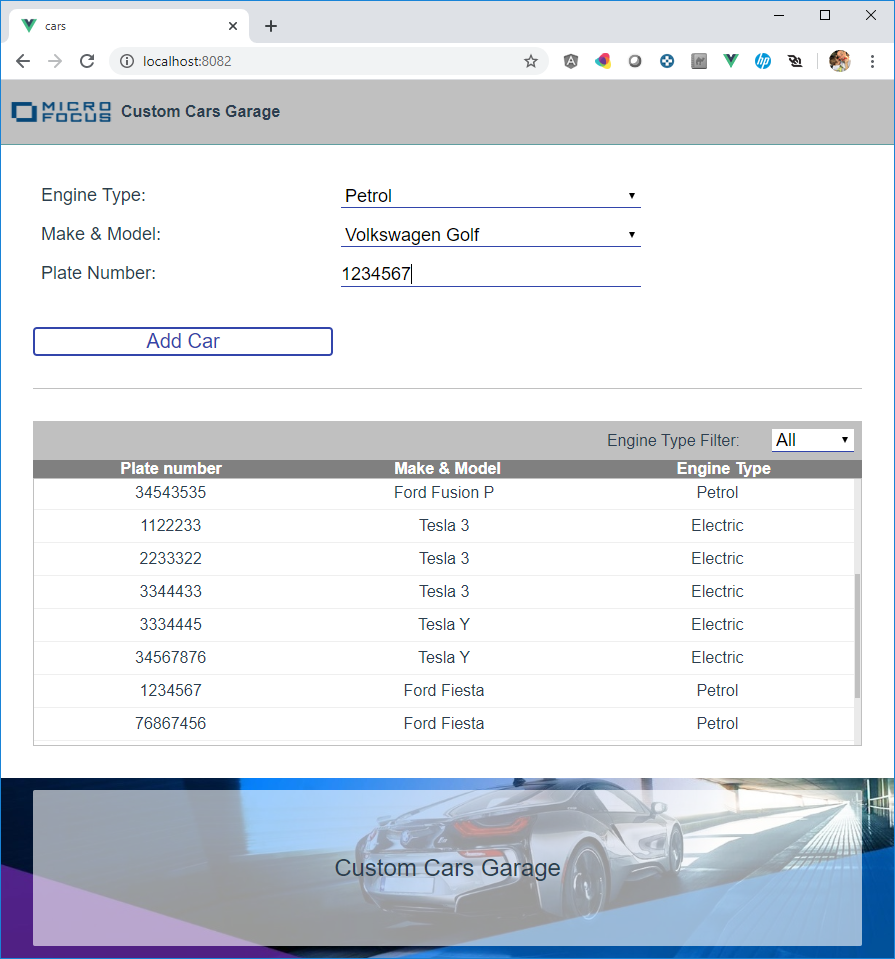 cars
localhost:8082
MICRO FOCUS Custom Cars Garage
Engine Type: Petrol
Make & Model: Volkswagen Golf
Plate Number: 1234567
Add Car
Engine Type Filter: All
Plate number Make & Model Engine Type
34543535 Ford Fusion P Petrol
1122233 Tesla 3 Electric
2233322 Tesla 3 Electric
3344433 Tesla 3 Electric
3334445 Tesla Y Electric
34567876 Tesla Y Electric
1234567 Ford Fiesta Petrol
76867456 Ford Fiesta Petrol
Custom Cars Garage